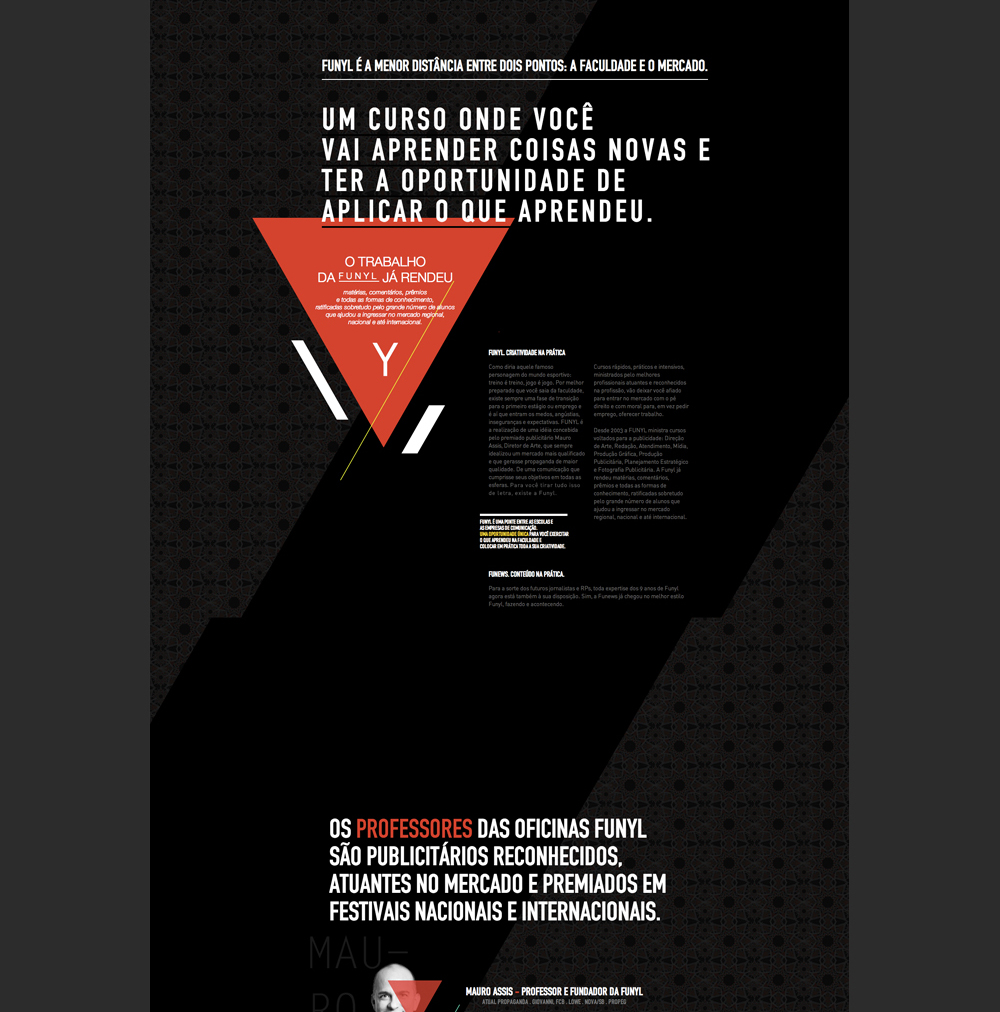 FUNYL É A MENOR DISTÂNCIA ENTRE DOIS PONTOS: A FACULDADE E O MERCADO.
UM CURSO ONDE VOCÊ
VAI APRENDER COISAS NOVAS E
TER A OPORTUNIDADE DE
APLICAR O QUE APRENDEU.
O TRABALHO
DA FUNYL JÁ RENDEU
matérias, comentários, prêmios
e todas as formas de conhecimento,
ratificadas sobretudo pelo grande número de alunos
que ajudou a ingressar no mercado regional,
nacional e até internacional.
Y
FUNYL. CRIATIVIDADE NA PRÁTICA
Como diria aquele famoso
personagem do mundo esportivo:
treino é treino, jogo é jogo. Por melhor
preparado que você saia da faculdade,
existe sempre uma fase de transição
para o primeiro estágio ou emprego e
é aí que entram os medos, angústias,
inseguranças e expectativas. FUNYL é
a realização de uma idéia concebida
pelo premiado publicitário Mauro
Assis, Diretor de Arte, que sempre
idealizou um mercado mais qualificado
e que gerasse propaganda de maior
qualidade. De uma comunicação que
cumprisse seus objetivos em todas as
esferas. Para você tirar tudo isso
de letra, existe a Funyl.
Cursos rápidos, práticos e intensivos,
ministrados pelo melhores
profissionais atuantes e reconhecidos
na profissão, vão deixar você afiado
para entrar no mercado com o pé
direito e com moral para, em vez pedir
emprego, oferecer trabalho.
Desde 2003 a FUNYL ministra cursos
voltados para a publicidade: Direção
de Arte, Redação, Atendimento, Mídia,
Produção Gráfica, Produção
Publicitária, Planejamento Estratégico
e Fotografia Publicitária. A Funyl já
rendeu matérias, comentários,
prêmios e todas as formas de
conhecimento, ratificadas sobretudo
pelo grande número de alunos que
ajudou a ingressar no mercado
regional, nacional e até internacional.
FUNYL É UMA PONTE ENTRE AS ESCOLAS E
AS EMPRESAS DE COMUNICAÇÃO.
UMA OPORTUNIDADE ÚNICA PARA VOCÊ EXERCITAR
O QUE APRENDEU NA FACULDADE E
COLOCAR EM PRÁTICA TODA A SUA CRIATIVIDADE.
FUNEWS. CONTEÚDO NA PRÁTICA.
Para a sorte dos futuros jornalistas e RPs, toda expertise dos 9 anos de Funyl
agora está também à sua disposição. Sim, a Funews já chegou no melhor estilo
Funyl, fazendo e acontecendo.
OS PROFESSORES DAS OFICINAS FUNYL
SÃO PUBLICITÁRIOS RECONHECIDOS,
ATUANTES NO MERCADO E PREMIADOS EM
FESTIVAIS NACIONAIS E INTERNACIONAIS.
MAU–
RO
MAURO ASSIS – PROFESSOR E FUNDADOR DA FUNYL
ATUAL PROPAGANDA . GIOVANNI, FCB . LOWE . NOVA/SB . PROPEG